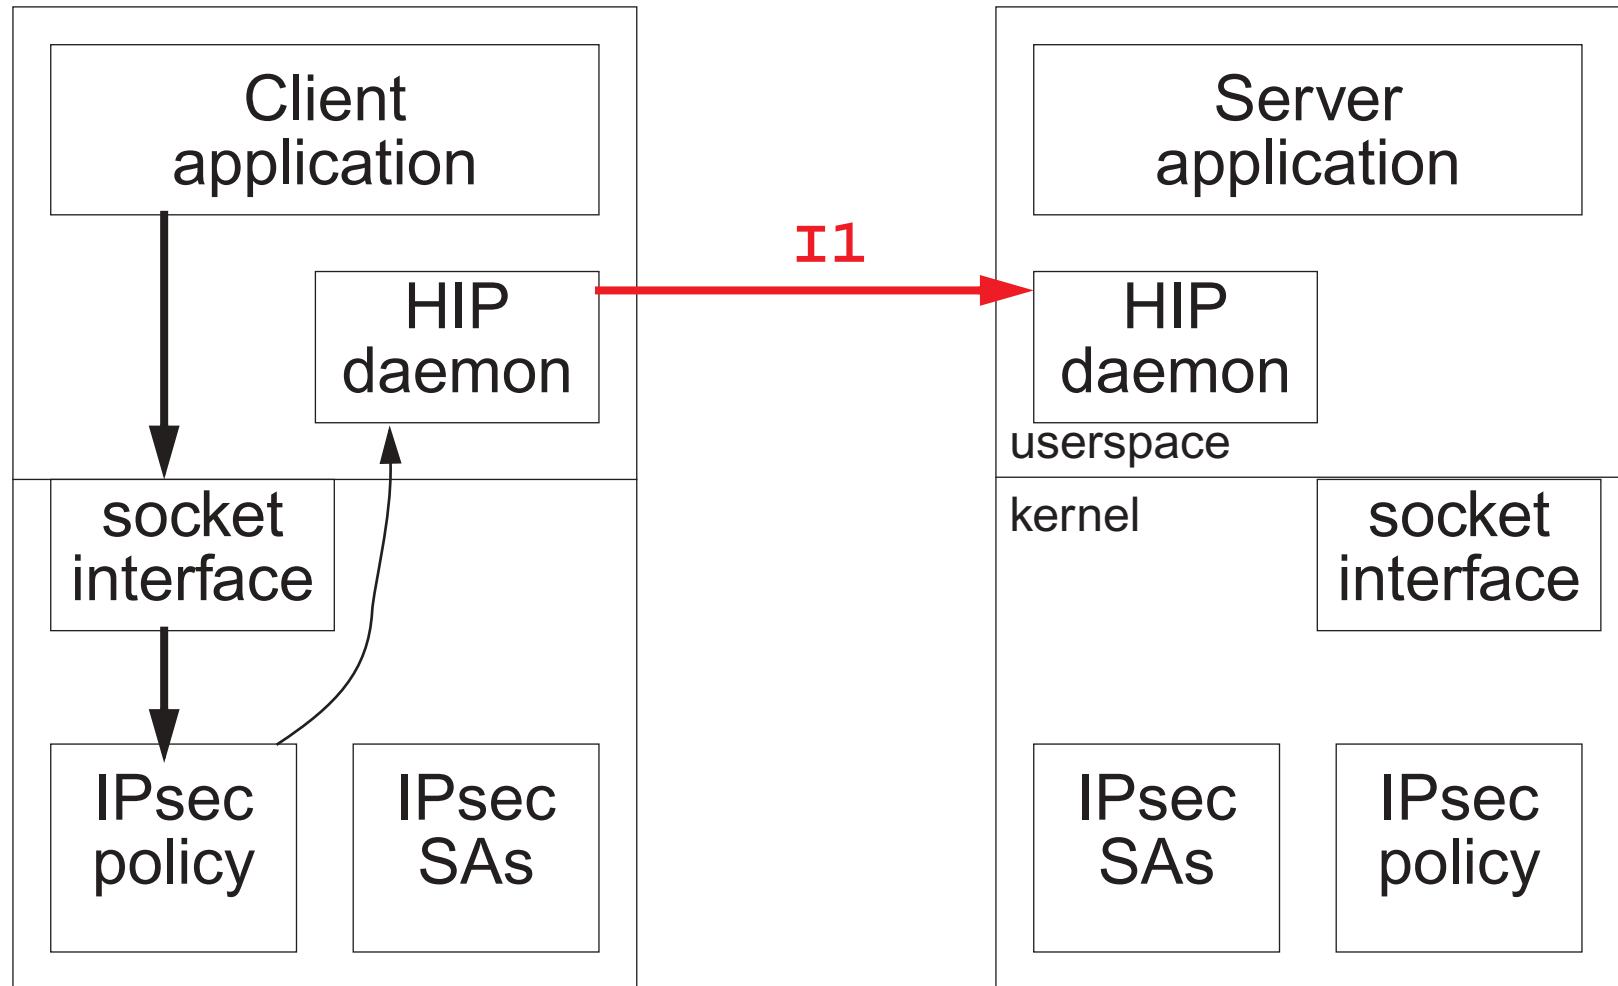 Client
application
Server
application
I1
HIP
daemon
HIP
daemon
userspace
kernel
socket
interface
socket
interface
IPsec
policy
IPsec
SAs
IPsec
SAs
IPsec
policy